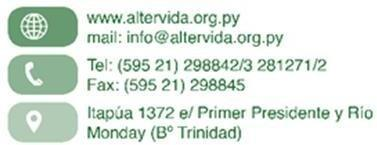 www.altervida.org.py
mail: info@altervida.org.py
Tel: (595 21) 298842/3 281271/2
Fax: (595 21) 298845
Itapúa 1372 e/ Primer Presidente y Río
Monday (Bº Trinidad)